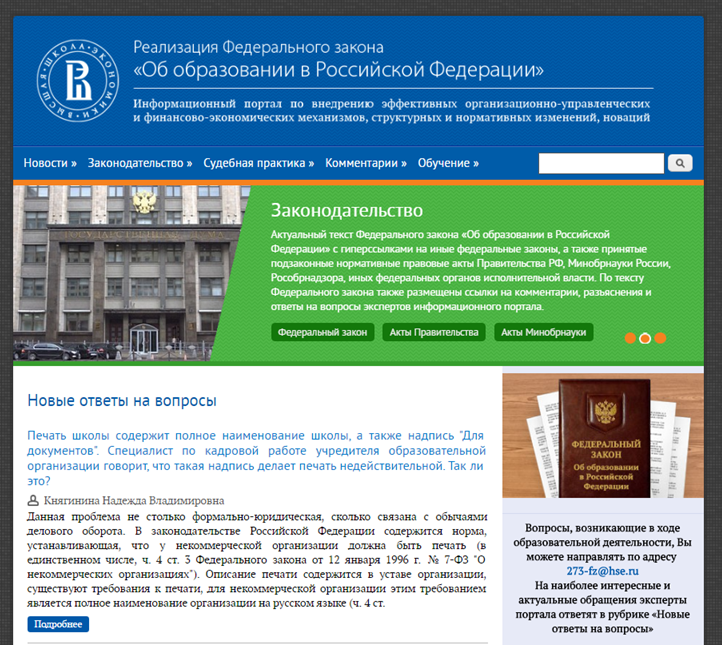 ВЫСШАЯ ШКОЛА ЭКОНОМИКИ
Реализация Федерального закона
«Об образовании в Российской Федерации»
Информационный портал по внедрению эффективных организационно-управленческих
и финансово-экономических механизмов, структурных и нормативных изменений, новаций
Новости » Законодательство » Судебная практика » Комментарии » Обучение »
ГОСУДАРСТВЕННАЯ ДУМА
Законодательство
Актуальный текст Федерального закона «Об образовании в Российской
Федерации» с гиперссылками на иные федеральные законы, а также принятые
подзаконные нормативные правовые акты Правительства РФ, Минобрнауки России,
Рособрнадзора, иных федеральных органов исполнительной власти. По тексту
Федерального закона также размещены ссылки на комментарии, разъяснения и
ответы на вопросы экспертов информационного портала.
Федеральный закон Акты Правительства Акты Минобрнауки
Новые ответы на вопросы
Печать школы содержит полное наименование школы, а также надпись "Для
документов". Специалист по кадровой работе учредителя образовательной
организации говорит, что такая надпись делает печать недействительной. Так ли
это?
Княгинина Надежда Владимировна
Данная проблема не столько формально-юридическая, сколько связана с обычаями
делового оборота. В законодательстве Российской Федерации содержится норма,
устанавливающая, что у некоммерческой организации должна быть печать (в
единственном числе, ч. 4 ст. 3 Федерального закона от 12 января 1996 г. № 7-ФЗ "О
некоммерческих организациях"). Описание печати содержится в уставе организации,
существуют требования к печати, для некоммерческой организации этим требованием
является полное наименование организации на русском языке (ч. 4 ст.
Подробнее
ФЕДЕРАЛЬНЫЙ
ЗАКОН
Об образовании
в Российской
Федерации
Вопросы, возникающие в ходе
образовательной деятельности, Вы
можете направлять по адресу
273-fz@hse.ru
На наиболее интересные и
актуальные обращения эксперты
портала ответят в рубрике «Новые
ответы на вопросы»